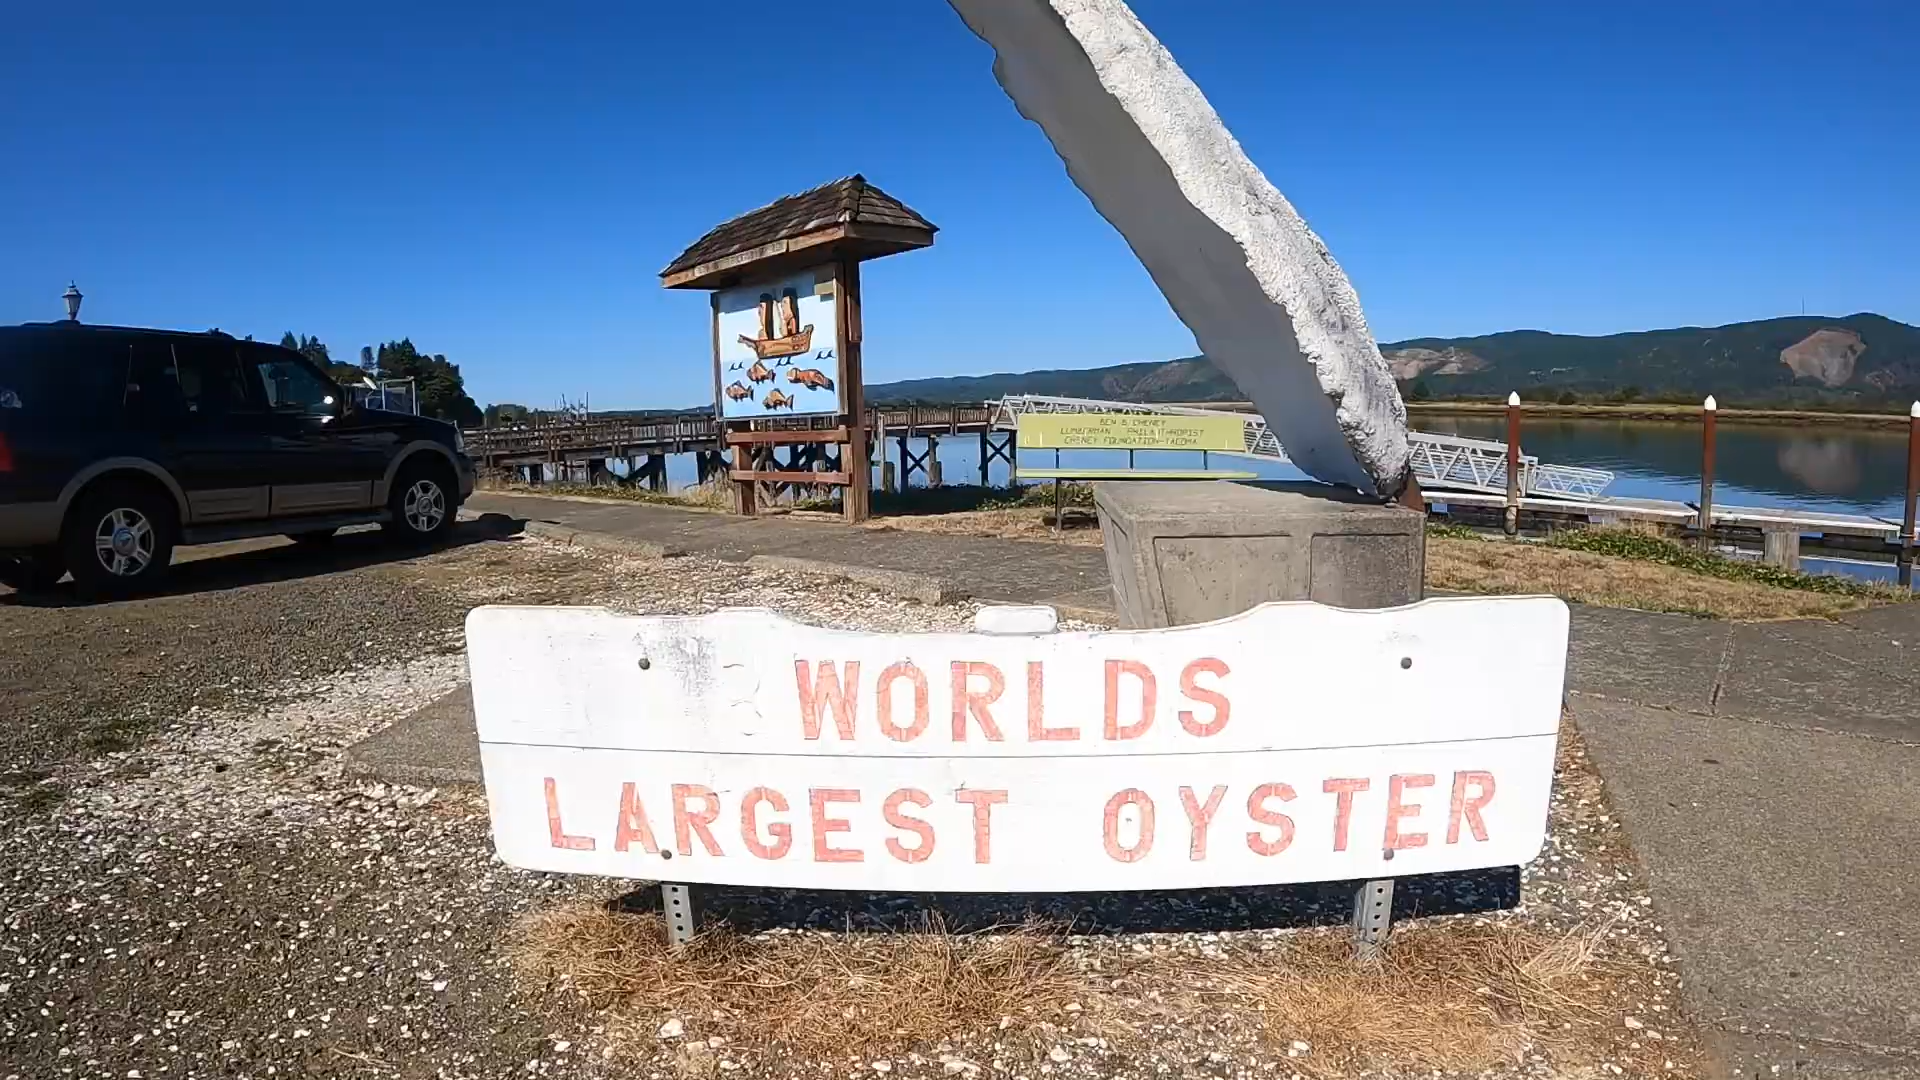 BEN B. CHENEY
LUMBERMAN PHILANTHROPIST
CHENEY FOUNDATION-TACOMA
WORLDS
LARGEST OYSTER